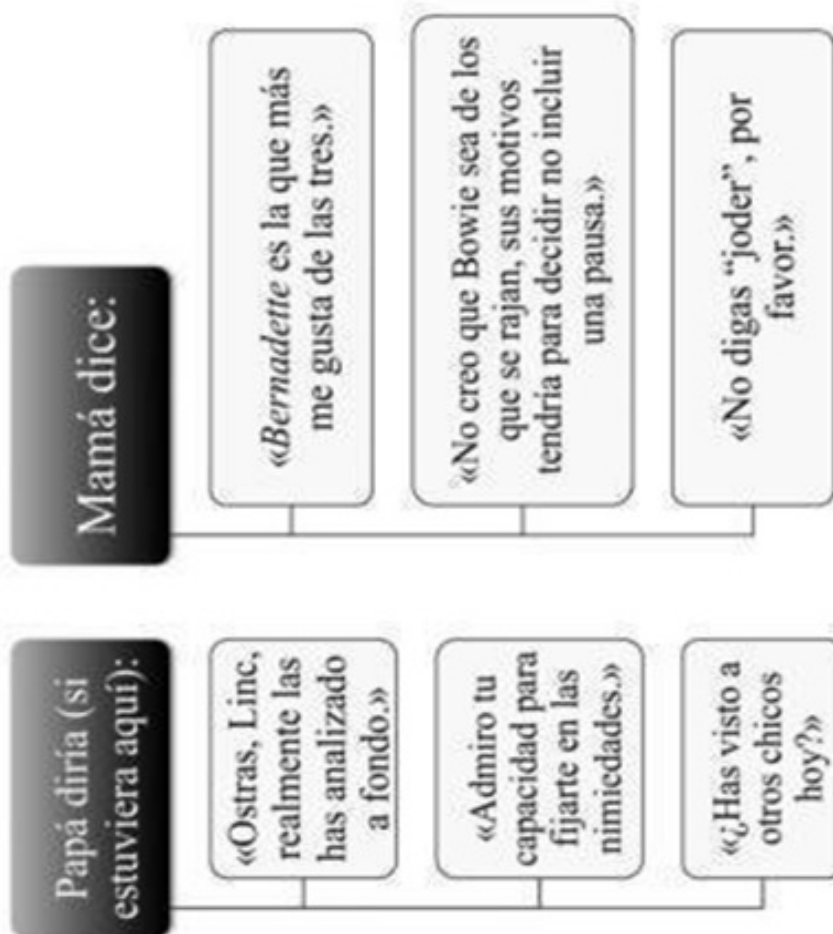 Papá diría (si
estuviera aquí):
«Ostras, Linc,
realmente las
has analizado
a fondo.»
«Admiro tu
capacidad para
fijarte en las
nimiedades.»
«¿Has visto a
otros chicos
hoy?»
Mamá dice:
«Bernadette es la que más
me gusta de las tres.»
«No creo que Bowie sea de los
que se rajan, sus motivos
tendría para decidir no incluir
una pausa.»
«No digas “joder”, por
favor.»